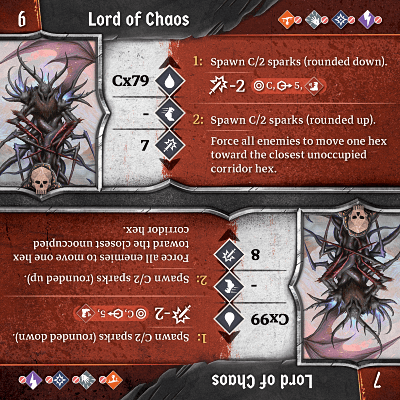 6
Lord of Chaos
Cx79
-
7
1: Spawn C/2 sparks (rounded down).
-2 C, 5,
2: Spawn C/2 sparks (rounded up).
Force all enemies to move one hex
toward the closest unoccupied
corridor hex.
7
Lord of Chaos
Cx99
-
8
1: Spawn C/2 sparks (rounded down).
-2 C, 5,
2: Spawn C/2 sparks (rounded up).
Force all enemies to move one hex
toward the closest unoccupied
corridor hex.